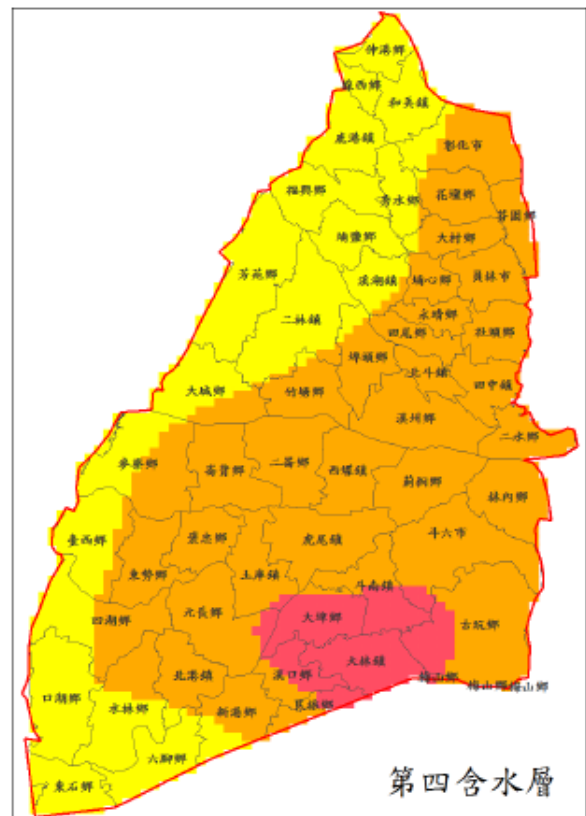 伸港鄉
線西鄉
和美鎮
鹿港鎮
彰化市
福興鄉
秀水鄉
花壇鄉
芬園鄉
埔鹽鄉
大村鄉
芳苑鄉
溪湖鎮
埔心鄉
員林市
二林鎮
永靖鄉
田尾鄉
社頭鄉
埤頭鄉
北斗鎮
大城鄉
竹塘鄉
田中鎮
溪州鄉
二水鄉
麥寮鄉
崙背鄉
二崙鄉
西螺鎮
莿桐鄉
林內鄉
臺西鄉
褒忠鄉
虎尾鎮
斗六市
東勢鄉
土庫鎮
斗南鎮
四湖鄉
元長鄉
大埤鄉
古坑鄉
口湖鄉
北港鎮
溪口鄉
大林鎮
梅山鄉
梅山鄉
梅山鄉
水林鄉
新港鄉
民雄鄉
六腳鄉
東石鄉
第四含水層